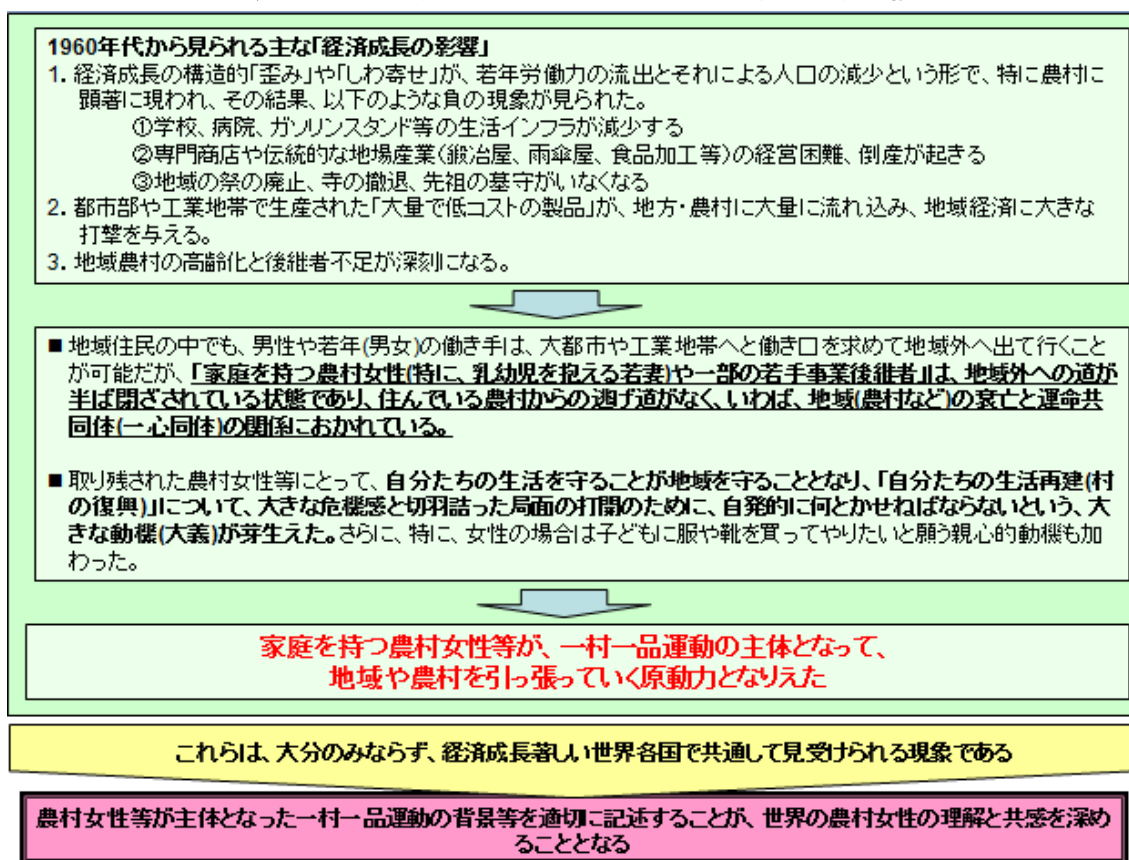 1960年代から見られる主な「経済成長の影響」
1. 経済成長の構造的「歪み」や「しわ寄せ」が、若年労働力の流出とそれによる人口の減少という形で、特に農村に
顕著に現われ、その結果、以下のような負の現象が見られた。
①学校、病院、ガソリンスタンド等の生活インフラが減少する
②専門商店や伝統的な地場産業(鍛冶屋、雨傘屋、食品加工等)の経営困難、倒産が起きる
③地域の祭の廃止、寺の撤退、先祖の墓守がいなくなる
2. 都市部や工業地帯で生産された「大量で低コストの製品」が、地方・農村に大量に流れ込み、地域経済に大きな
打撃を与える。
3. 地域農村の高齢化と後継者不足が深刻になる。
■ 地域住民の中でも、男性や若年(男女)の働き手は、大都市や工業地帯へと働き口を求めて地域外へ出て行くこと
が可能だが、「家庭を持つ農村女性(特に、乳幼児を抱える若妻)や一部の若手事業後継者」は、地域外への道が
半ば閉ざされている状態であり、住んでいる農村からの逃げ道がなく、いわば、地域(農村など)の衰亡と運命共
同体(一心同体)の関係におかれている。
■ 取り残された農村女性等にとって、自分たちの生活を守ることが地域を守ることとなり、「自分たちの生活再建(村
の復興)」について、大きな危機感と切羽詰った局面の打開のために、自発的に何とかせねばならないという、大
きな動機(大義)が芽生えた。さらに、特に、女性の場合は子どもに服や靴を買ってやりたいと願う親心的動機も加
わった。
家庭を持つ農村女性等が、一村一品運動の主体となって、
地域や農村を引っ張っていく原動力となりえた
これらは、大分のみならず、経済成長著しい世界各国で共通して見受けられる現象である
農村女性等が主体となった一村一品運動の背景等を適切に記述することが、世界の農村女性の理解と共感を深め
ることとなる